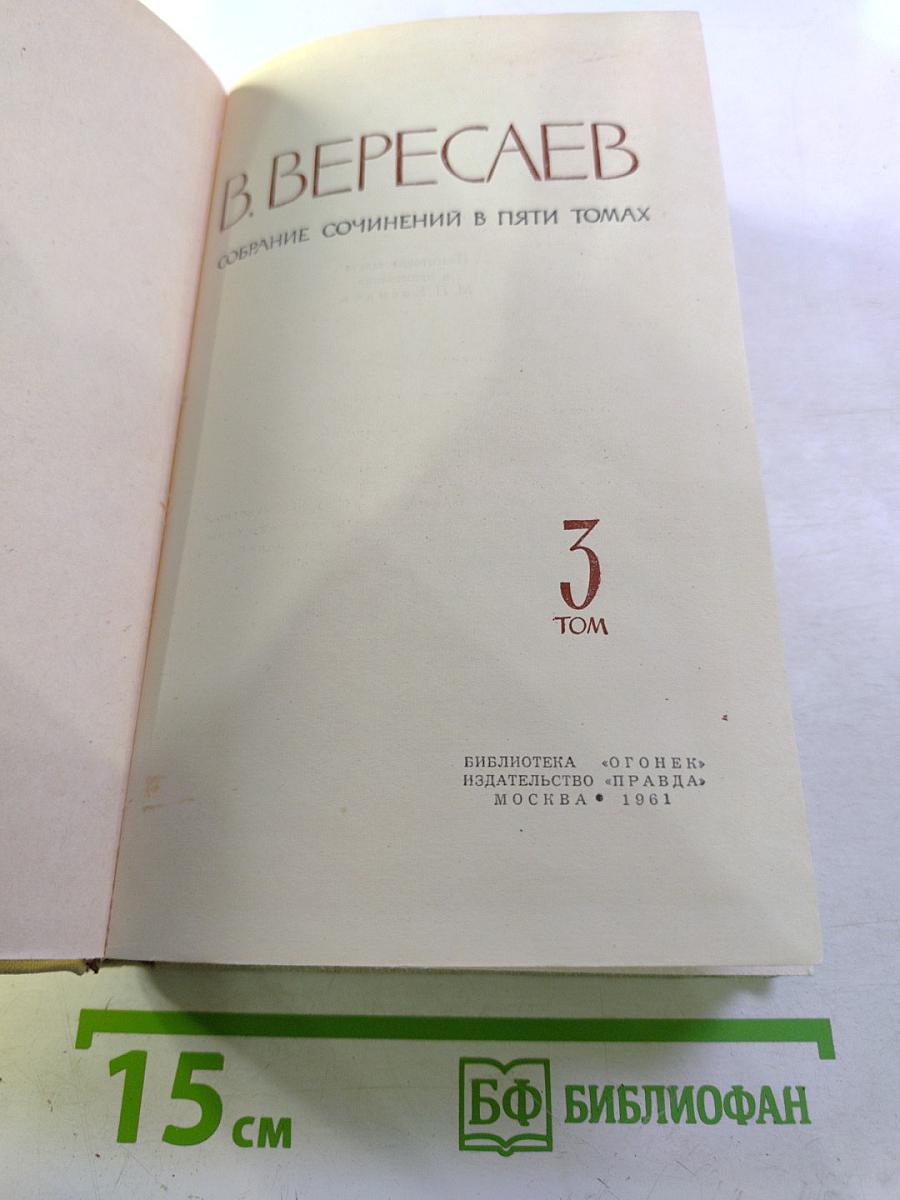 В. ВЕРЕСАЕВ
СОБРАНИЕ СОЧИНЕНИЙ В ПЯТИ ТОМАХ
3
ТОМ
БИБЛИОТЕКА «ОГОНЕК»
ИЗДАТЕЛЬСТВО «ПРАВДА»
МОСКВА • 1961
15 см
БФ БИБЛИОФАН